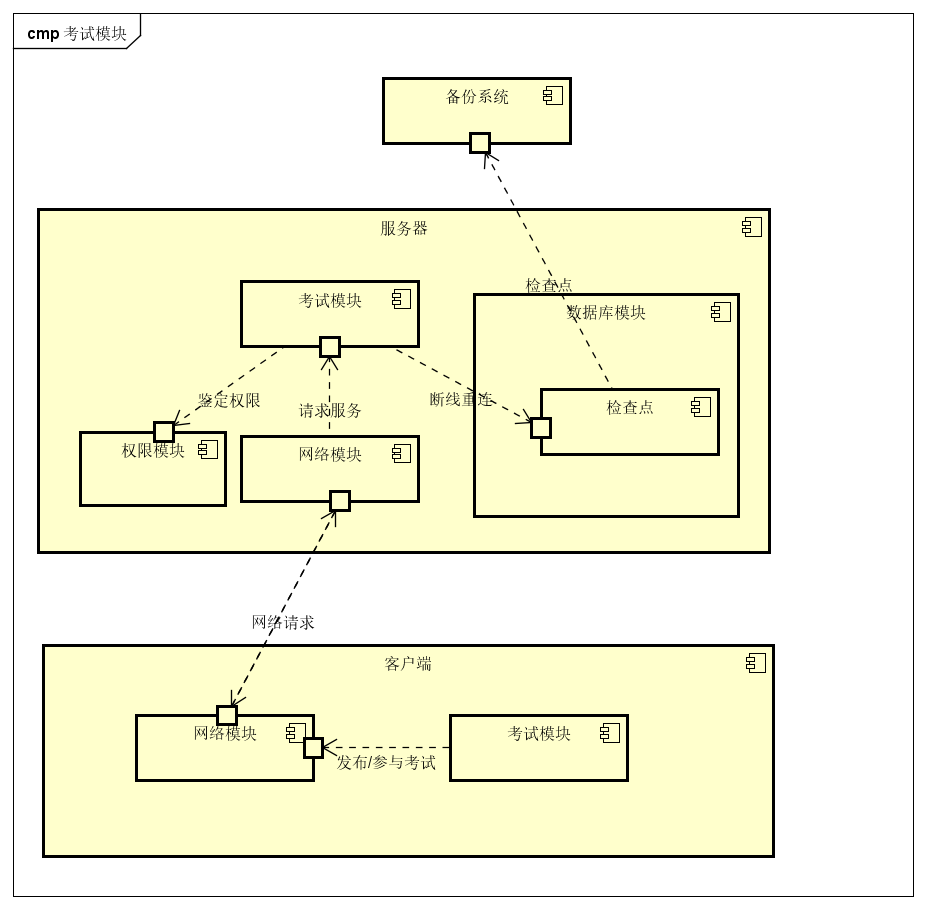 cmp 考试模块
备份系统
服务器
检查点
考试模块
数据库模块
鉴定权限
请求服务
断线重连
检查点
权限模块
网络模块
网络请求
客户端
网络模块
考试模块
发布/参与考试